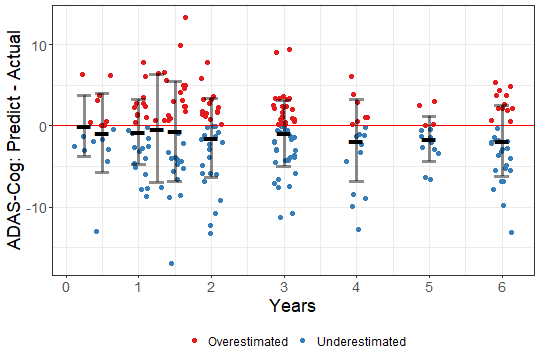 ADAS-Cog: Predict - Actual
10
0
-10
0 1 2 3 4 5 6
Years
Overestimated Underestimated